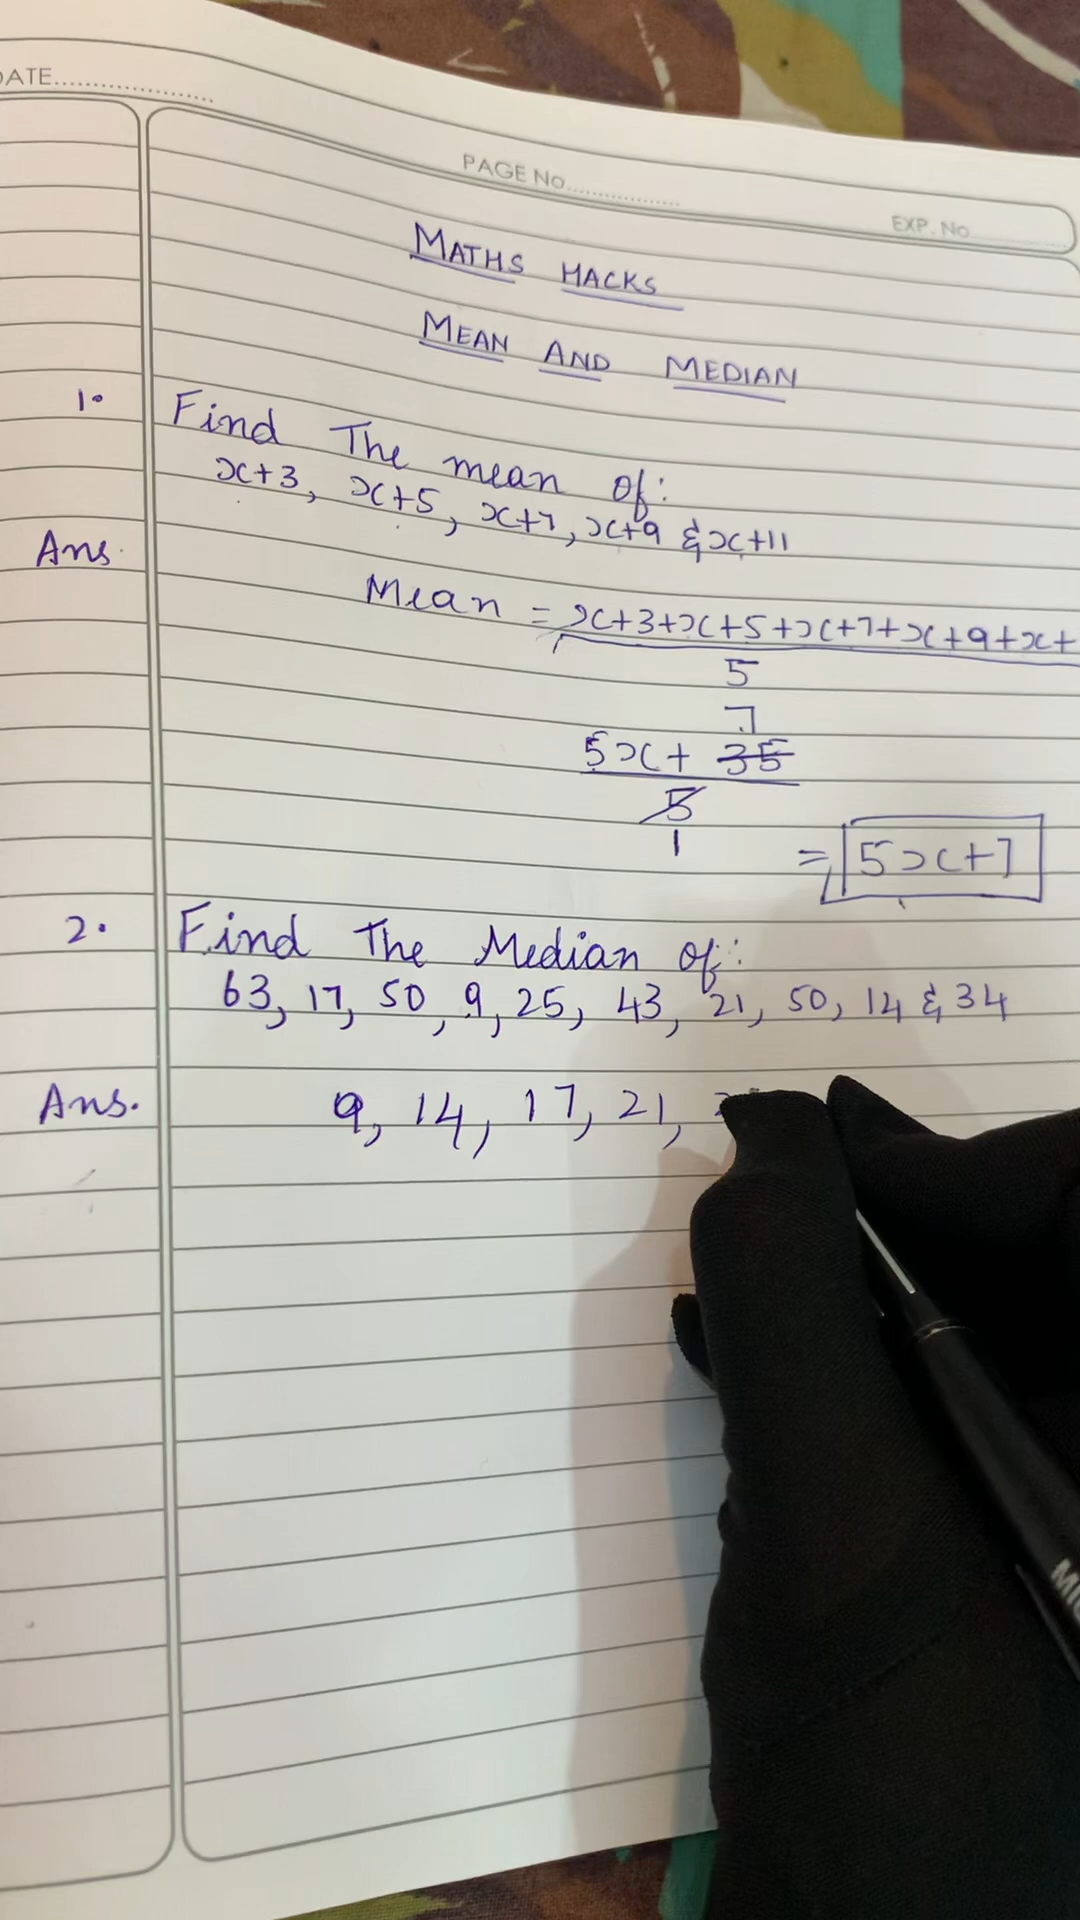 DATE
PAGE No
EXP. No
MATHS HACKS
MEAN AND MEDIAN
1. Find The mean of:
x+3, x+5, x+7, x+9 & x+11
Ans.
Mean = x+3+x+5+x+7+x+9+x+
5
7
5x+ 35
5
1
= 5x+7
2. Find The Median of:
63, 17, 50, 9, 25, 43, 21, 50, 14 & 34
Ans. 9, 14, 17, 21,